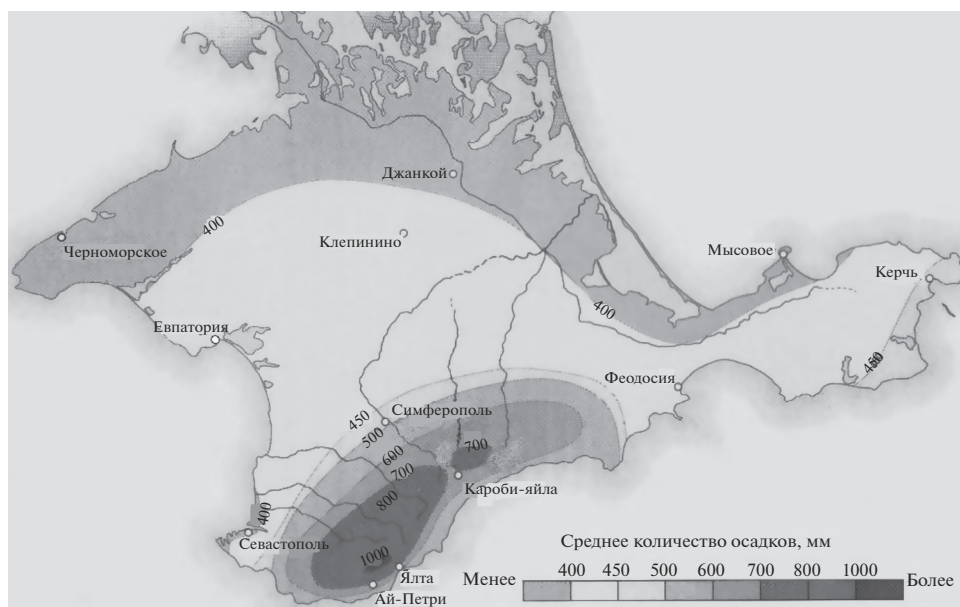 Джанкой
400
Клепинино
Черноморское
Мысовое
Керчь
400
Евпатория
450
Феодосия
450
Симферополь
500
600
700
700
Кароби-яйла
800
400
Севастополь
1000
Ялта
Ай-Петри
Среднее количество осадков, мм
Менее 400 450 500 600 700 800 1000 Более